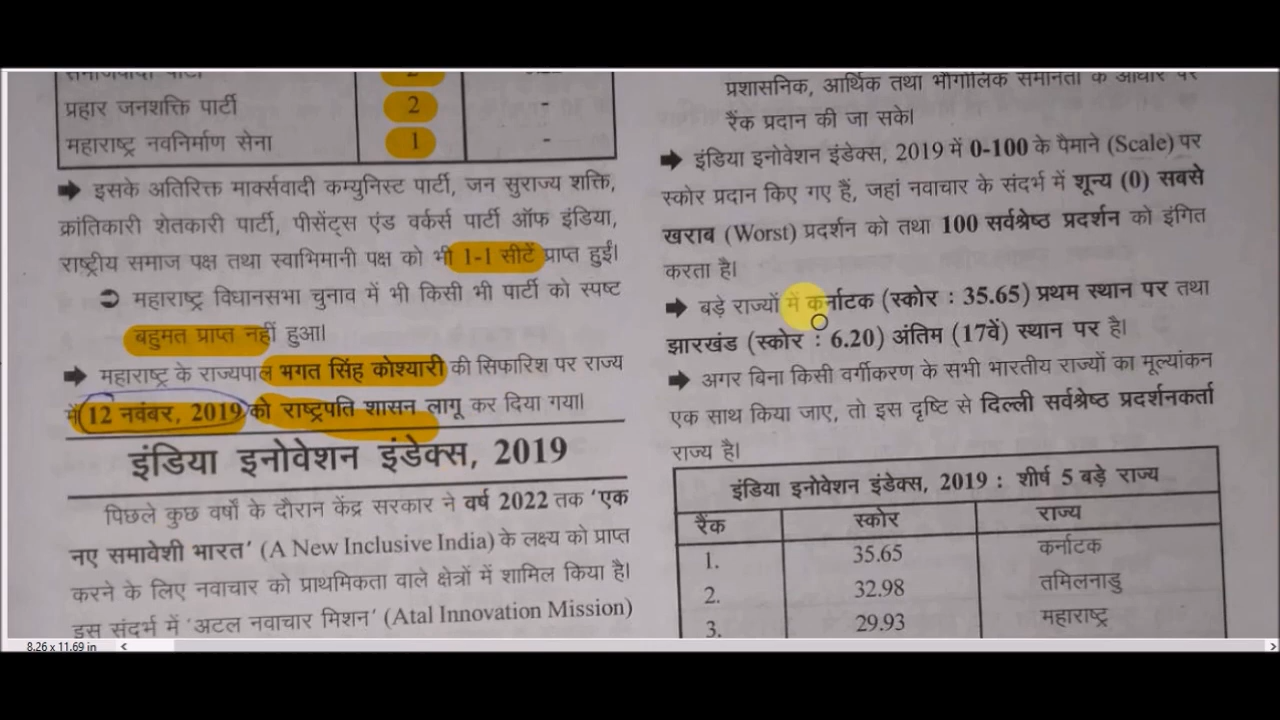 समाजवादी पार्टी 2
प्रहार जनशक्ति पार्टी 2 -
महाराष्ट्र नवनिर्माण सेना 1 -
➡ इसके अतिरिक्त मार्क्सवादी कम्युनिस्ट पार्टी, जन सुराज्य शक्ति,
क्रांतिकारी शेतकारी पार्टी, पीसेंट्स एंड वर्कर्स पार्टी ऑफ इंडिया,
राष्ट्रीय समाज पक्ष तथा स्वाभिमानी पक्ष को भी 1-1 सीटें प्राप्त हुईं।
➲ महाराष्ट्र विधानसभा चुनाव में भी किसी भी पार्टी को स्पष्ट
बहुमत प्राप्त नहीं हुआ।
➡ महाराष्ट्र के राज्यपाल भगत सिंह कोश्यारी की सिफारिश पर राज्य
में 12 नवंबर, 2019 को राष्ट्रपति शासन लागू कर दिया गया।
इंडिया इनोवेशन इंडेक्स, 2019
पिछले कुछ वर्षों के दौरान केंद्र सरकार ने वर्ष 2022 तक ‘एक
नए समावेशी भारत’ (A New Inclusive India) के लक्ष्य को प्राप्त
करने के लिए नवाचार को प्राथमिकता वाले क्षेत्रों में शामिल किया है।
इस संदर्भ में ‘अटल नवाचार मिशन’ (Atal Innovation Mission)
प्रशासनिक, आर्थिक तथा भौगोलिक समानता के आधार पर
रैंक प्रदान की जा सके।
➡ इंडिया इनोवेशन इंडेक्स, 2019 में 0-100 के पैमाने (Scale) पर
स्कोर प्रदान किए गए हैं, जहां नवाचार के संदर्भ में शून्य (0) सबसे
खराब (Worst) प्रदर्शन को तथा 100 सर्वश्रेष्ठ प्रदर्शन को इंगित
करता है।
➡ बड़े राज्यों में कर्नाटक (स्कोर : 35.65) प्रथम स्थान पर तथा
झारखंड (स्कोर : 6.20) अंतिम (17वें) स्थान पर है।
➡ अगर बिना किसी वर्गीकरण के सभी भारतीय राज्यों का मूल्यांकन
एक साथ किया जाए, तो इस दृष्टि से दिल्ली सर्वश्रेष्ठ प्रदर्शनकर्ता
राज्य है।
इंडिया इनोवेशन इंडेक्स, 2019 : शीर्ष 5 बड़े राज्य
रैंक स्कोर राज्य
1. 35.65 कर्नाटक
2. 32.98 तमिलनाडु
3. 29.93 महाराष्ट्र
8.26 x 11.69 in